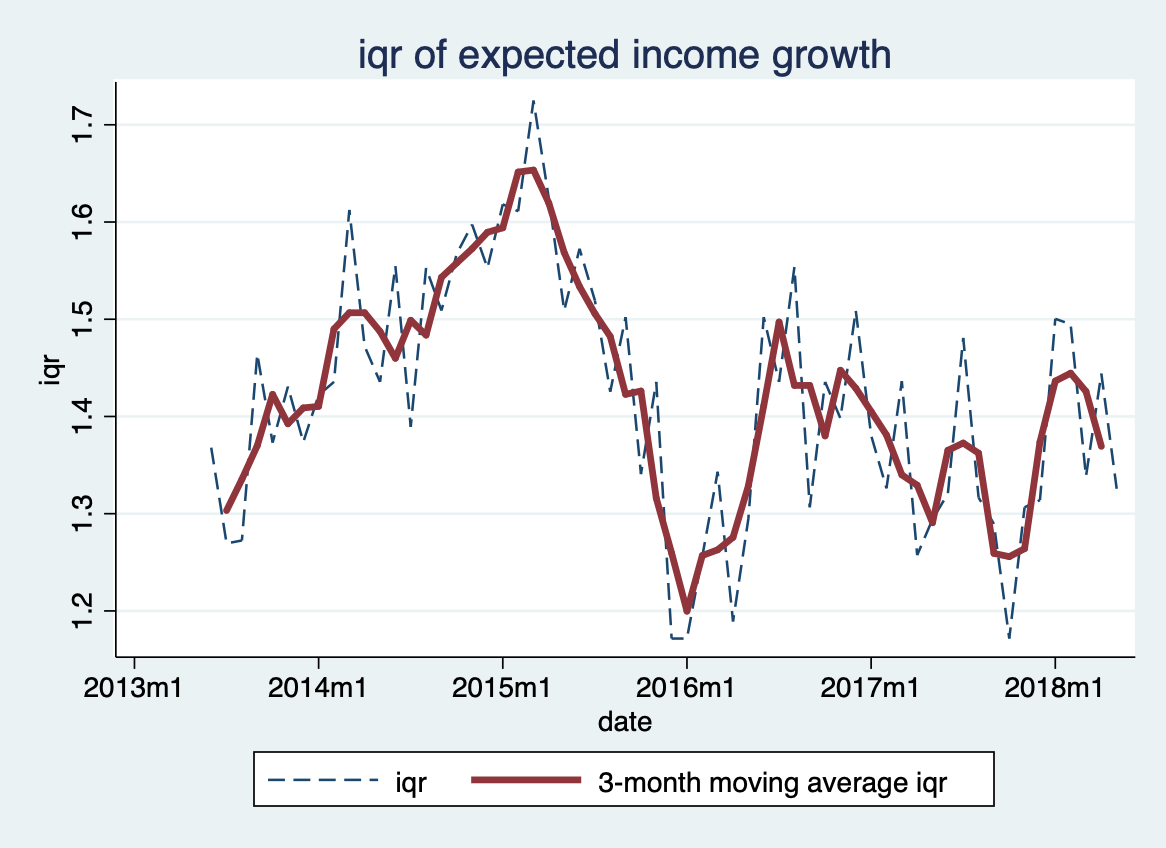 iqr of expected income growth
iqr
1.7
1.6
1.5
1.4
1.3
1.2
2013m1 2014m1 2015m1 2016m1 2017m1 2018m1
date
iqr 3-month moving average iqr